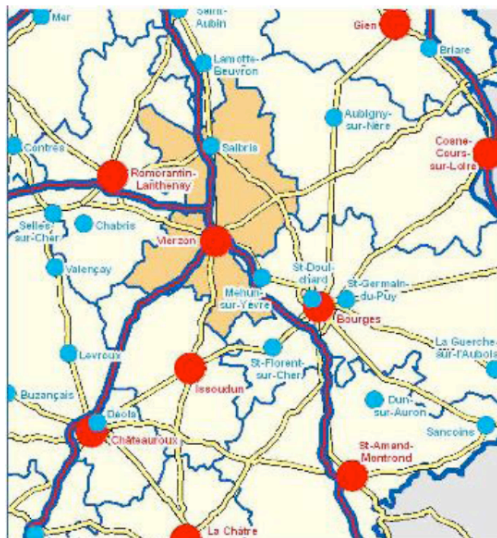 Mer
Saint-
Aubin
Gien
Briare
Lamotte-
Beuvron
Aubigny-
sur-Nère
Contres
Salbris
Cosne-
Cours-
sur-Loire
Romorantin-
Lanthenay
Selles-
sur-Cher
Chabris
Vierzon
Valençay
Mehun-
sur-Yèvre
St-Doul-
chard
St-Germain-
du-Puy
Bourges
Levroux
Issoudun
St-Florent-
sur-Cher
La Guerche-
sur-l'Aubois
Buzançais
Déols
Châteauroux
Dun-
sur-Auron
Sancoins
St-Amand-
Montrond
La Châtre